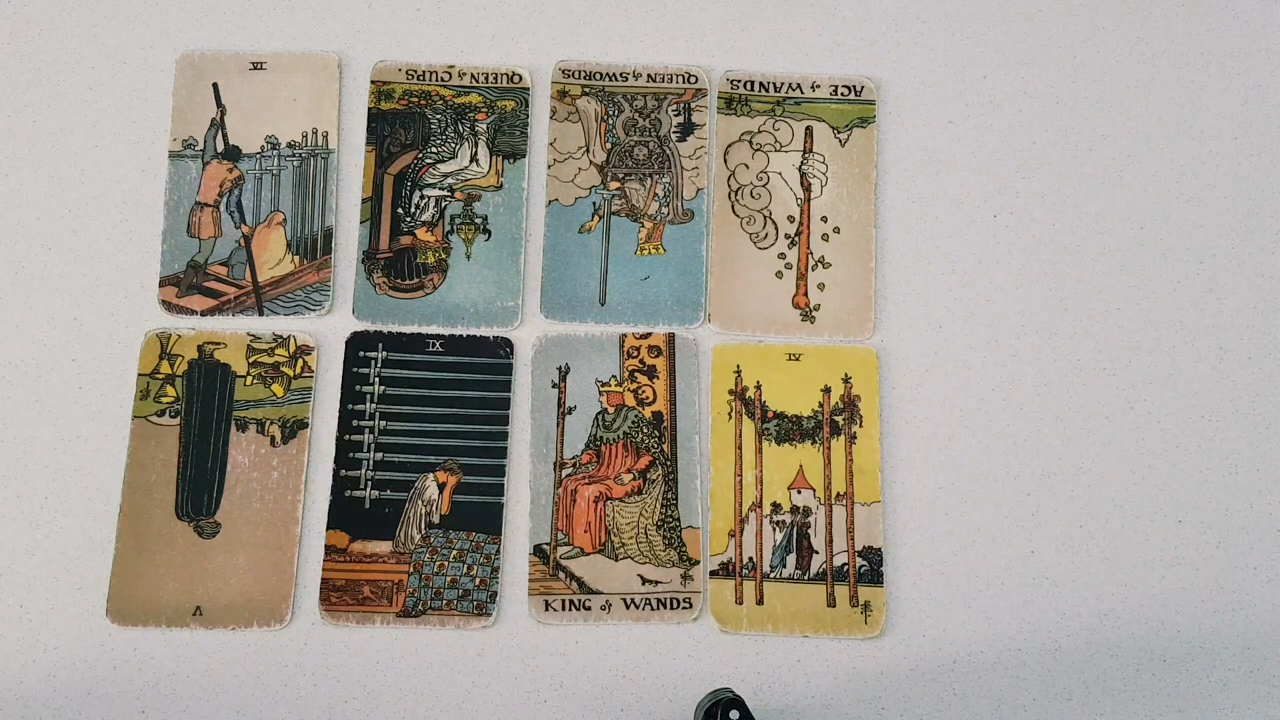 VI
QUEEN of CUPS.
QUEEN of SWORDS.
ACE of WANDS.
V
IX
KING of WANDS
IV